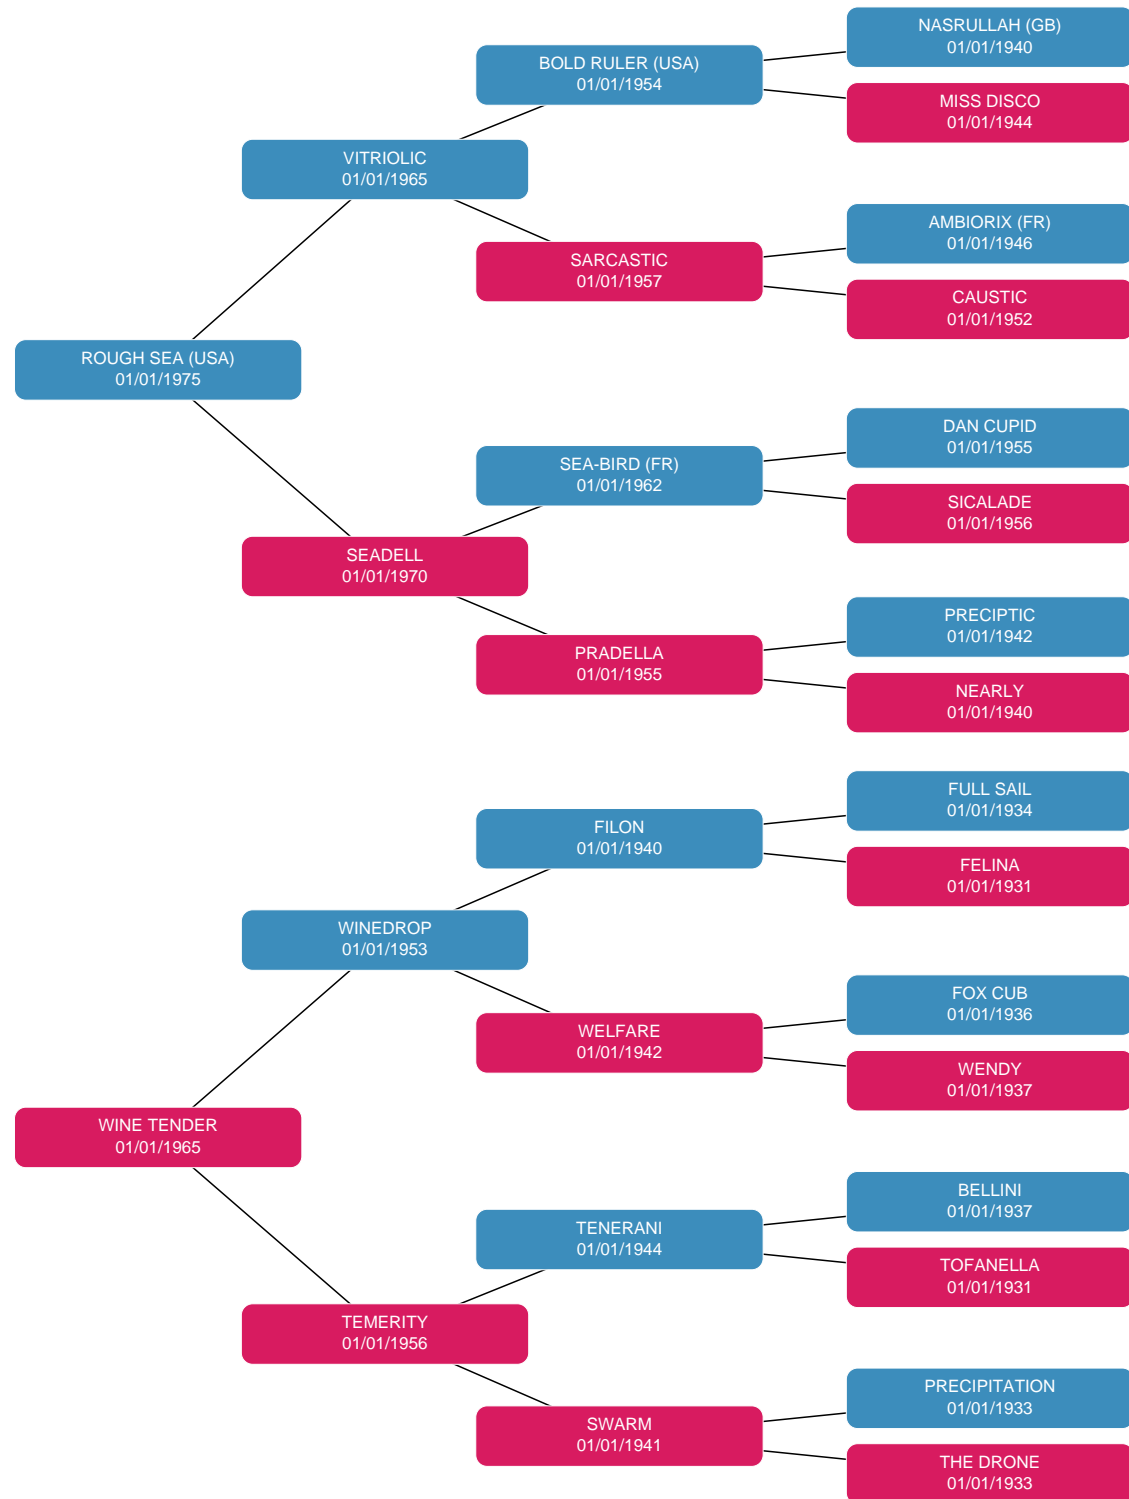 NASRULLAH (GB)
01/01/1940
BOLD RULER (USA)
01/01/1954
MISS DISCO
01/01/1944
VITRIOLIC
01/01/1965
AMBIORIX (FR)
01/01/1946
SARCASTIC
01/01/1957
CAUSTIC
01/01/1952
ROUGH SEA (USA)
01/01/1975
DAN CUPID
01/01/1955
SEA-BIRD (FR)
01/01/1962
SICALADE
01/01/1956
SEADELL
01/01/1970
PRECIPTIC
01/01/1942
PRADELLA
01/01/1955
NEARLY
01/01/1940
FULL SAIL
01/01/1934
FILON
01/01/1940
FELINA
01/01/1931
WINEDROP
01/01/1953
FOX CUB
01/01/1936
WELFARE
01/01/1942
WENDY
01/01/1937
WINE TENDER
01/01/1965
BELLINI
01/01/1937
TENERANI
01/01/1944
TOFANELLA
01/01/1931
TEMERITY
01/01/1956
PRECIPITATION
01/01/1933
SWARM
01/01/1941
THE DRONE
01/01/1933